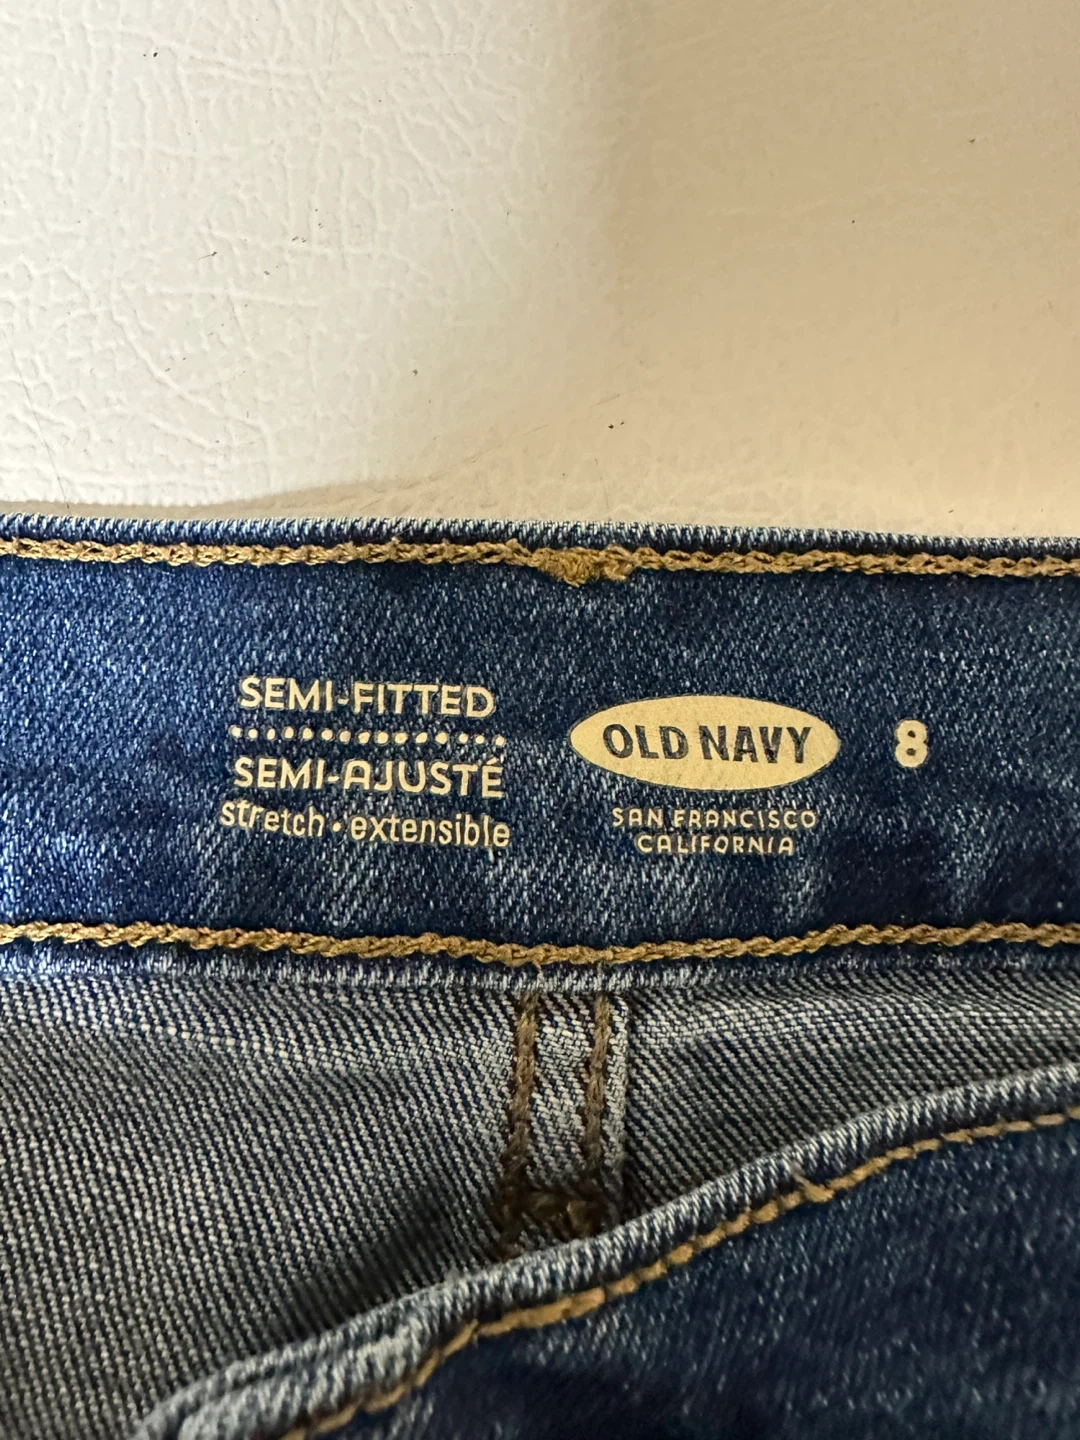 SEMI-FITTED
SEMI-AJUSTÉ
stretch • extensible
OLD NAVY
SAN FRANCISCO
CALIFORNIA
8